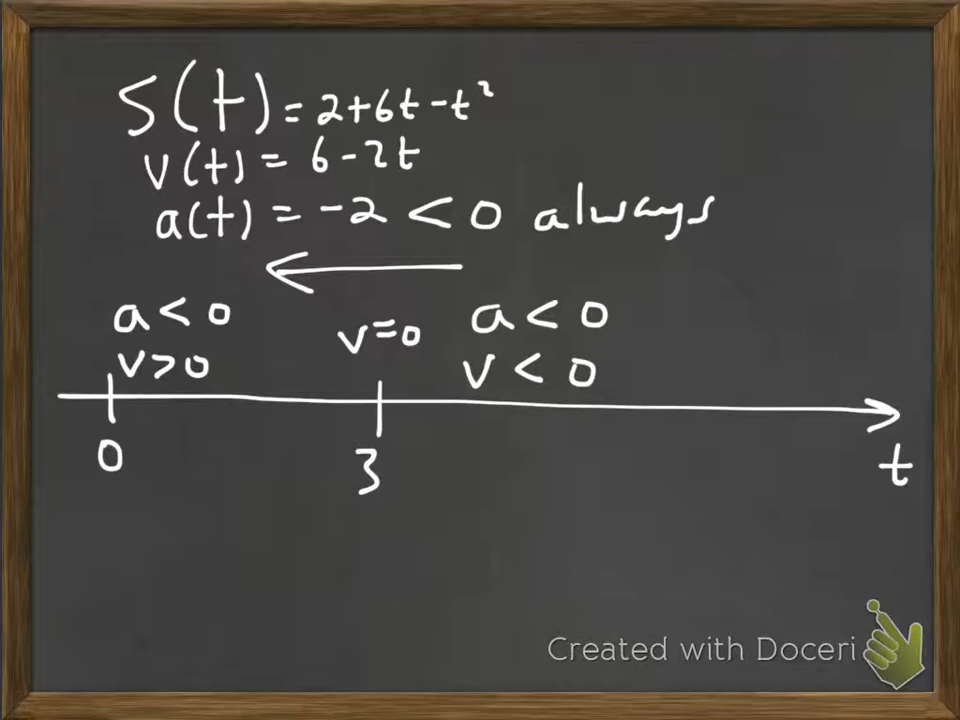 S(t) = 2+6t-t²
v(t) = 6-2t
a(t) = -2 < 0 always
a < 0 v=0 a < 0
v>0 v < 0
0 3 t
Created with Doceri